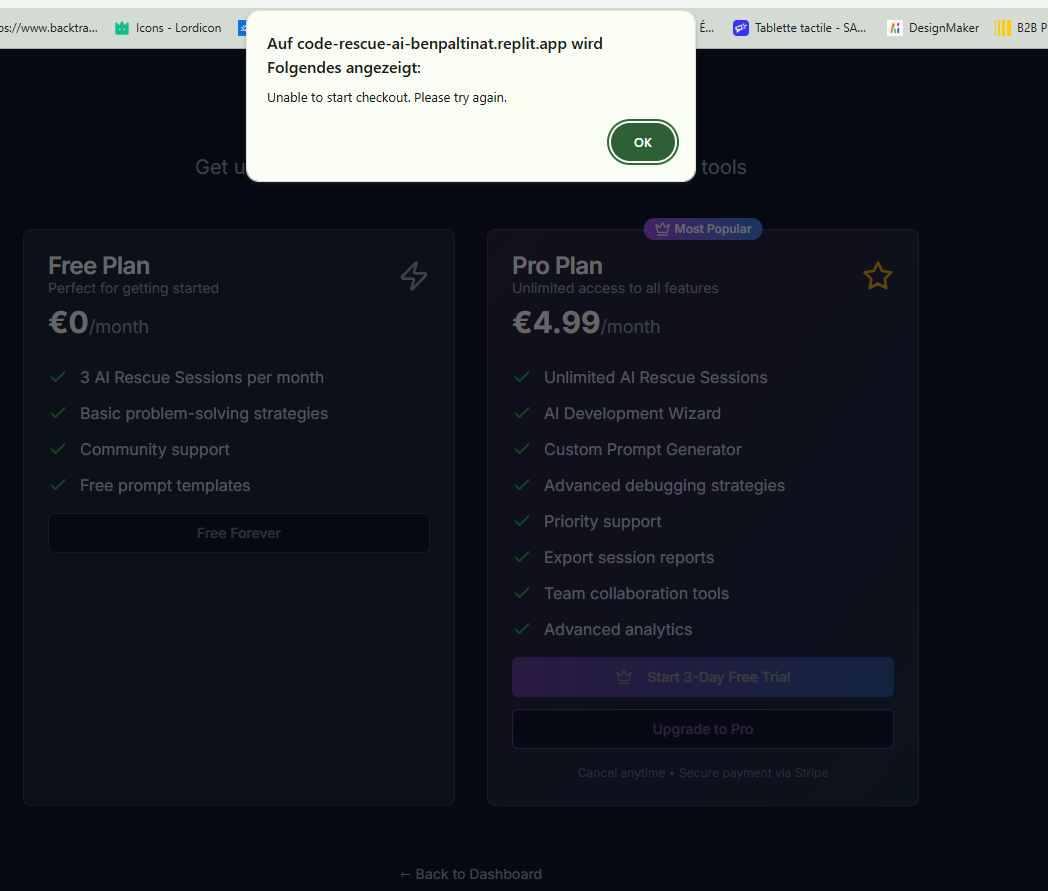 ps://www.backtra...
Icons - Lordicon
É...
Tablette tactile - SA...
DesignMaker
B2B P
Auf code-rescue-ai-benpaltinat.replit.app wird
Folgendes angezeigt:
Unable to start checkout. Please try again.
OK
Get u
tools
Free Plan
Perfect for getting started
€0/month
3 AI Rescue Sessions per month
Basic problem-solving strategies
Community support
Free prompt templates
Free Forever
Most Popular
Pro Plan
Unlimited access to all features
€4.99/month
Unlimited AI Rescue Sessions
AI Development Wizard
Custom Prompt Generator
Advanced debugging strategies
Priority support
Export session reports
Team collaboration tools
Advanced analytics
Start 3-Day Free Trial
Upgrade to Pro
Cancel anytime • Secure payment via Stripe
← Back to Dashboard